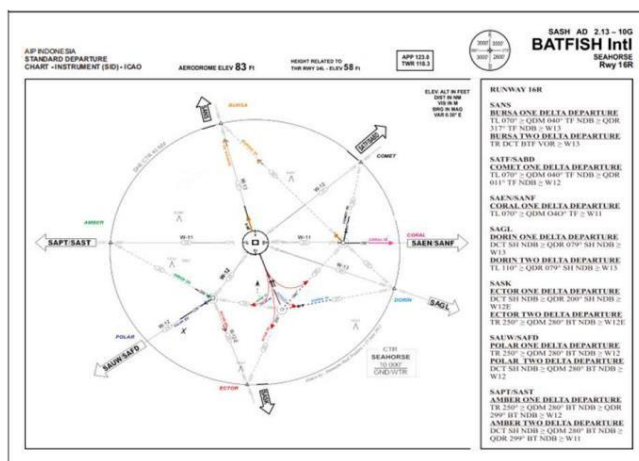 SASH AD 2.13 – 10G
BATFISH Intl
SEAHORSE
Rwy 16R
AIP INDONESIA
STANDARD DEPARTURE
CHART - INSTRUMENT (SID) - ICAO
AERODROME ELEV 83 Ft
HEIGHT RELATED TO
THR RWY 34L - ELEV 58 Ft
APP 123.0
TWR 118.3
ELEV, ALT IN FEET
DIST IN NM
VIS IN M
BRG IN MAG
BURSA
SANS
SATF/SABD
COMET
AMBER
W-11
W-11
CORAL
SAPT/SAST
SAEN/SANF
W-13
W-12
DORIN
SAGL
POLAR
X
SAUW/SAFD
ECTOR
SASK
CTR
SEAHORSE
10.000'
GND/WTR
RUNWAY 16R
SANS
BURSA ONE DELTA DEPARTURE
TL 070° ≥ QDM 040° TF NDB ≥ QDR
317° TF NDB ≥ W13
BURSA TWO DELTA DEPARTURE
TR DCT BTF VOR ≥ W13
SATF/SABD
COMET ONE DELTA DEPARTURE
TL 070° ≥ QDM 040° TF NDB ≥ QDR
011° TF NDB ≥ W12
SAEN/SANF
CORAL ONE DELTA DEPARTURE
TL 070° ≥ QDM O4O° TF ≥ W11
SAGL
DORIN ONE DELTA DEPARTURE
DCT SH NDB ≥ QDR 079° SH NDB ≥
W13
DORIN TWO DELTA DEPARTURE
TL 110° ≥ QDR 079° SH NDB ≥ W13
SASK
ECTOR ONE DELTA DEPARTURE
DCT SH NDB ≥ QDR 200° SH NDB ≥
W12E
ECTOR TWO DELTA DEPARTURE
TR 250° ≥ QDM 280° BT NDB ≥ W12E
SAUW/SAFD
POLAR ONE DELTA DEPARTURE
TR 250° ≥ QDM 280° BT NDB ≥ W12
POLAR TWO DELTA DEPARTURE
DCT SH NDB ≥ QDM 280° BT NDB ≥
W12
SAPT/SAST
AMBER ONE DELTA DEPARTURE
TR 250° ≥ QDM 280° BT NDB ≥ QDR
299° BT NDB ≥ W12
AMBER TWO DELTA DEPARTURE
DCT SH NDB ≥ QDM 280° BT NDB ≥
QDR 299° BT NDB ≥ W11